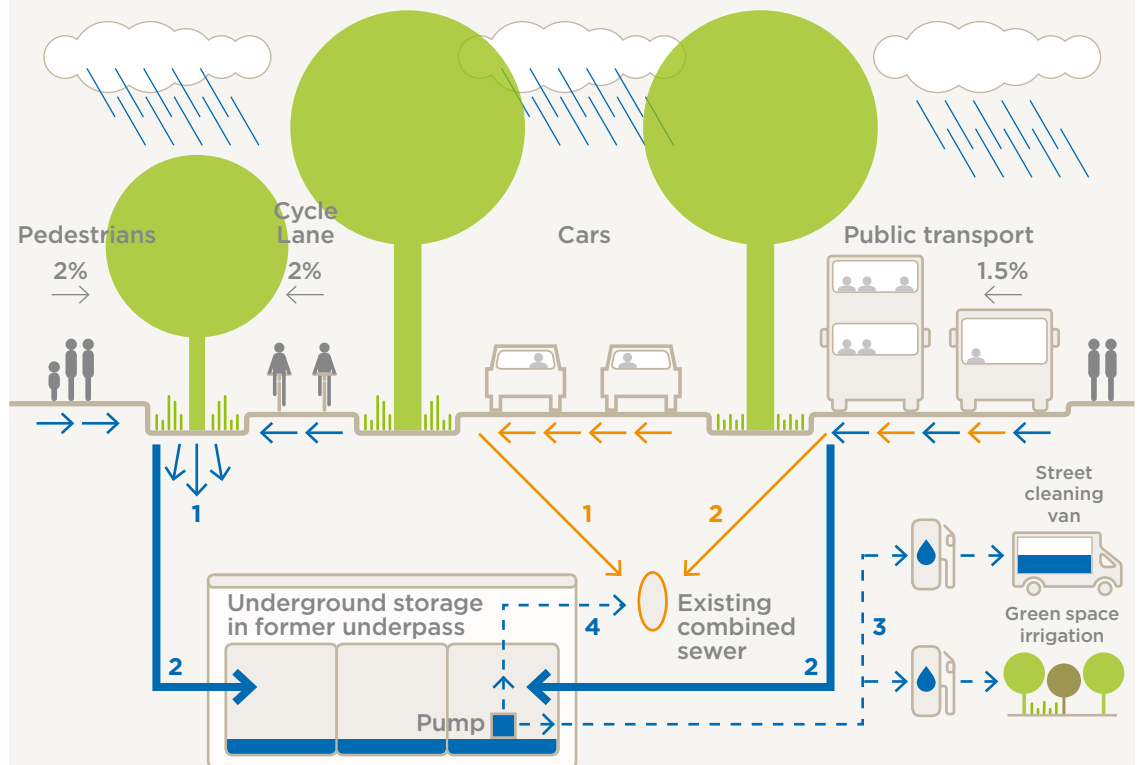 Pedestrians
2%
Cycle
Lane
2%
Cars
Public transport
1.5%
1
2
Underground storage
in former underpass
Pump
4
1
2
Existing
combined
sewer
2
3
Street
cleaning
van
Green space
irrigation